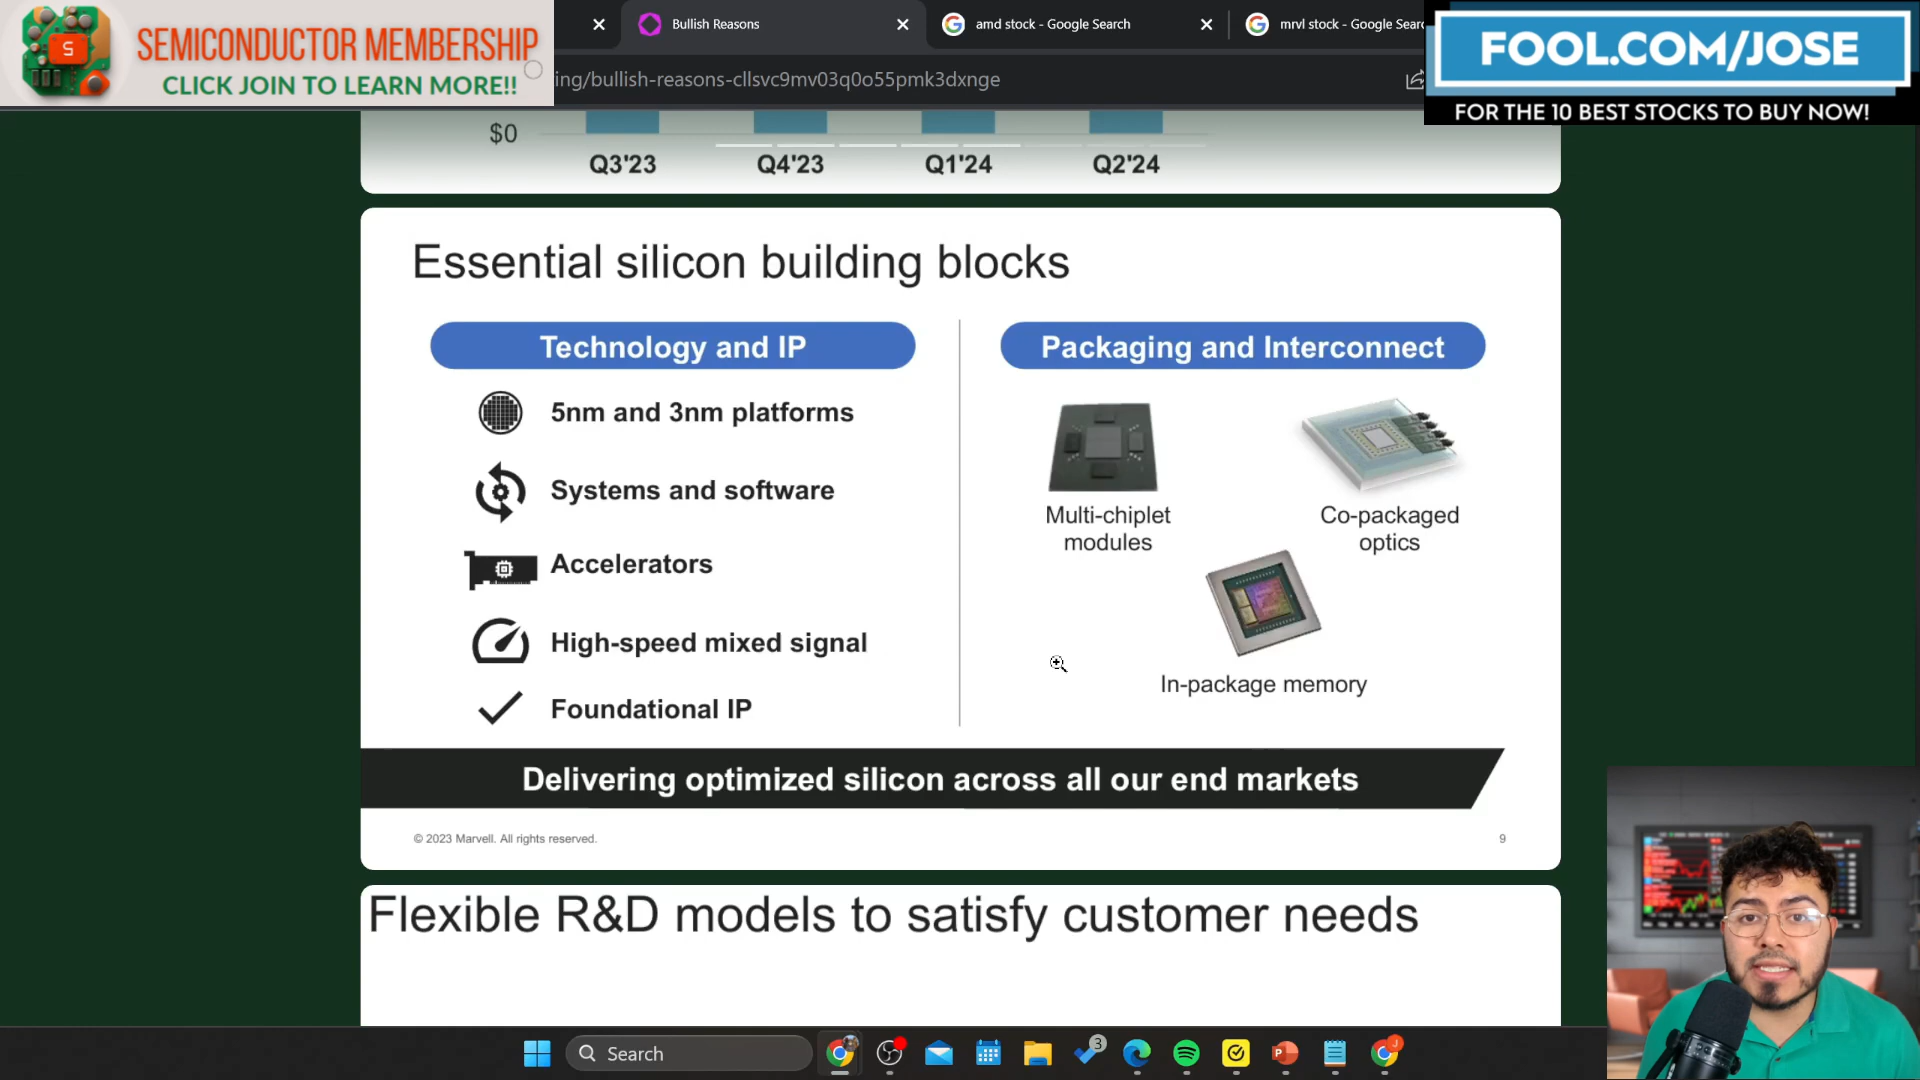 SEMICONDUCTOR MEMBERSHIP
CLICK JOIN TO LEARN MORE!!
S
Bullish Reasons
amd stock - Google Search
mrvl stock - Google Searc
FOOL.COM/JOSE
FOR THE 10 BEST STOCKS TO BUY NOW!
ing/bullish-reasons-cllsvc9mv03q0o55pmk3dxnge
$0
Q3'23
Q4'23
Q1'24
Q2'24
Essential silicon building blocks
Technology and IP
5nm and 3nm platforms
Systems and software
Accelerators
High-speed mixed signal
Foundational IP
Packaging and Interconnect
Multi-chiplet
modules
Co-packaged
optics
In-package memory
Delivering optimized silicon across all our end markets
© 2023 Marvell. All rights reserved.
9
Flexible R&D models to satisfy customer needs
Search
3
P
J